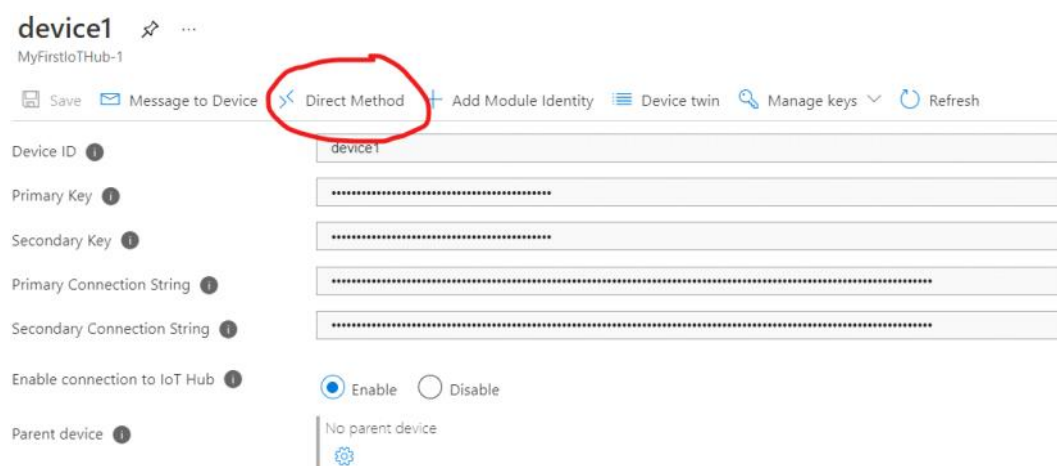 device1
MyFirstIoTHub-1
Save Message to Device Direct Method Add Module Identity Device twin Manage keys Refresh
Device ID device1
Primary Key ••••••••••••••••••••••••••••••••••••••••••••
Secondary Key ••••••••••••••••••••••••••••••••••••••••••••
Primary Connection String ••••••••••••••••••••••••••••••••••••••••••••••••••••••••••••••••••••••••••••••••••••••••••••••••••••••••••••••••••••••••
Secondary Connection String ••••••••••••••••••••••••••••••••••••••••••••••••••••••••••••••••••••••••••••••••••••••••••••••••••••••••••••••••••••••••
Enable connection to IoT Hub Enable Disable
Parent device No parent device